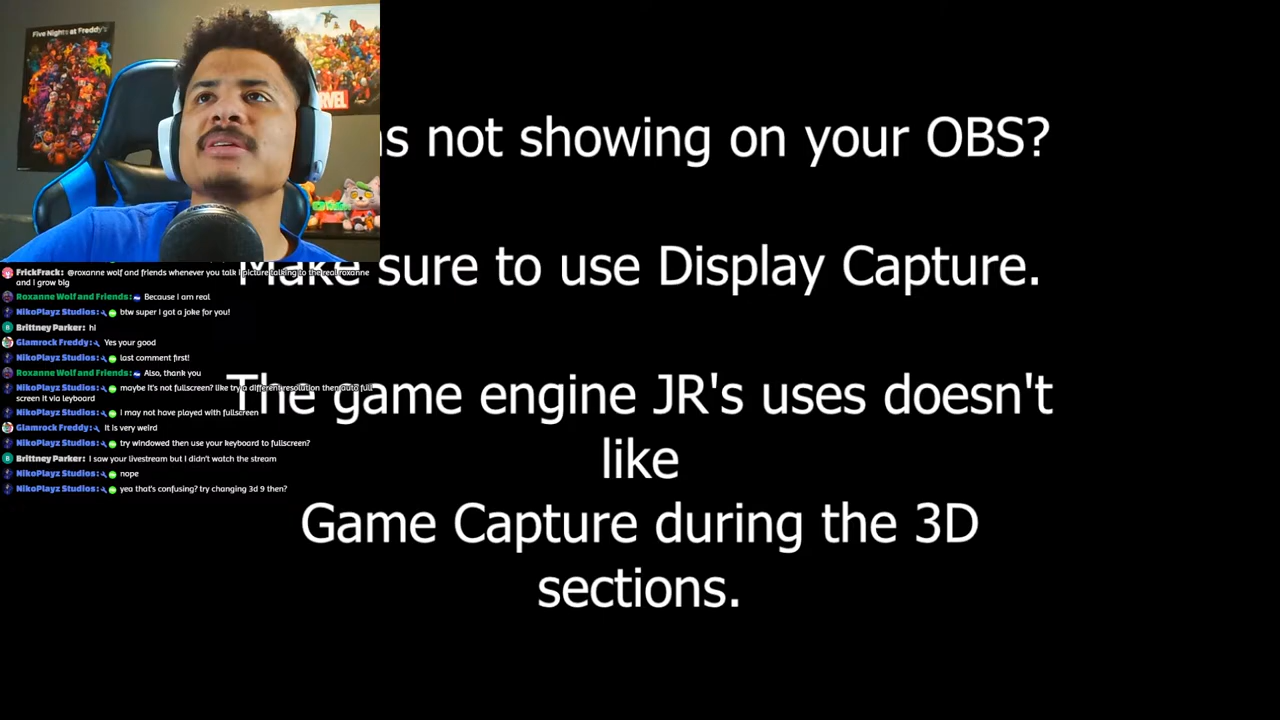 Five Nights at Freddy's
MARVEL
s not showing on your OBS?
Make sure to use Display Capture.
FrickFrack: @roxanne wolf and friends whenever you talk I picture talking to the real roxanne
and I grow big
Roxanne Wolf and Friends: Because I am real
NikoPlayz Studios: btw super I got a joke for you!
Brittney Parker: hi
Glamrock Freddy: Yes your good
NikoPlayz Studios: last comment first!
Roxanne Wolf and Friends: Also, thank you
NikoPlayz Studios: maybe it's not fullscreen? like try a different resolution then auto full
screen it via leyboard
NikoPlayz Studios: I may not have played with fullscreen
Glamrock Freddy: It is very weird
NikoPlayz Studios: try windowed then use your keyboard to fullscreen?
Brittney Parker: I saw your livestream but I didn't watch the stream
NikoPlayz Studios: nope
NikoPlayz Studios: yea that's confusing? try changing 3d 9 then?
The game engine JR's uses doesn't
like
Game Capture during the 3D
sections.